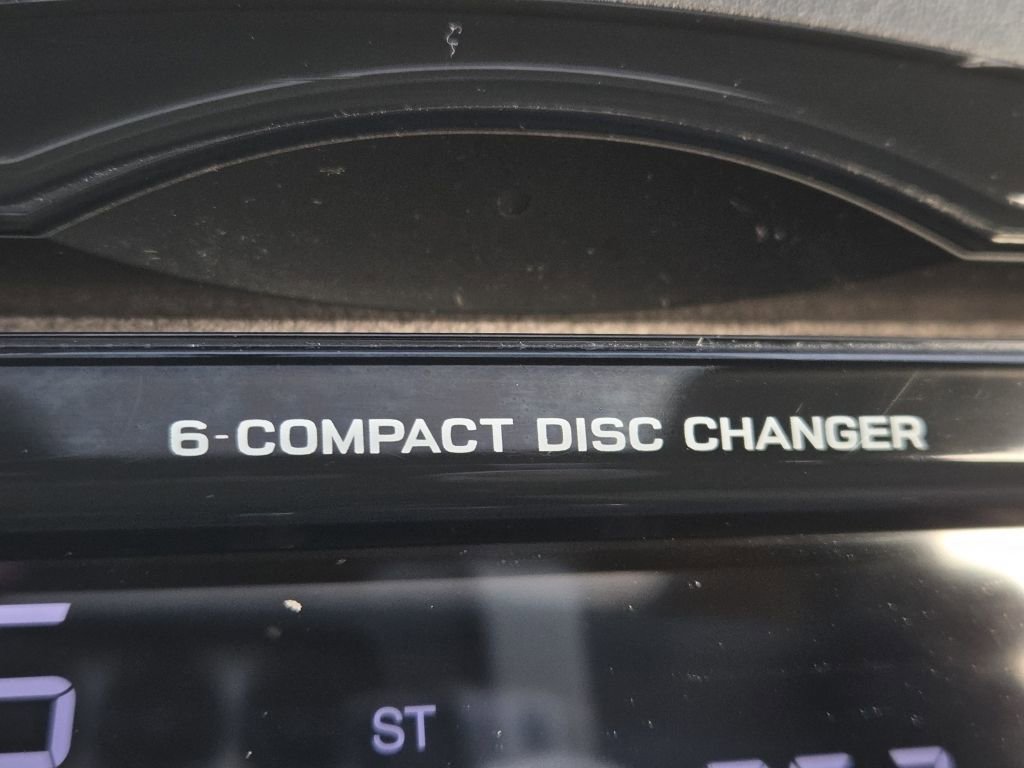 6-COMPACT DISC CHANGER
ST